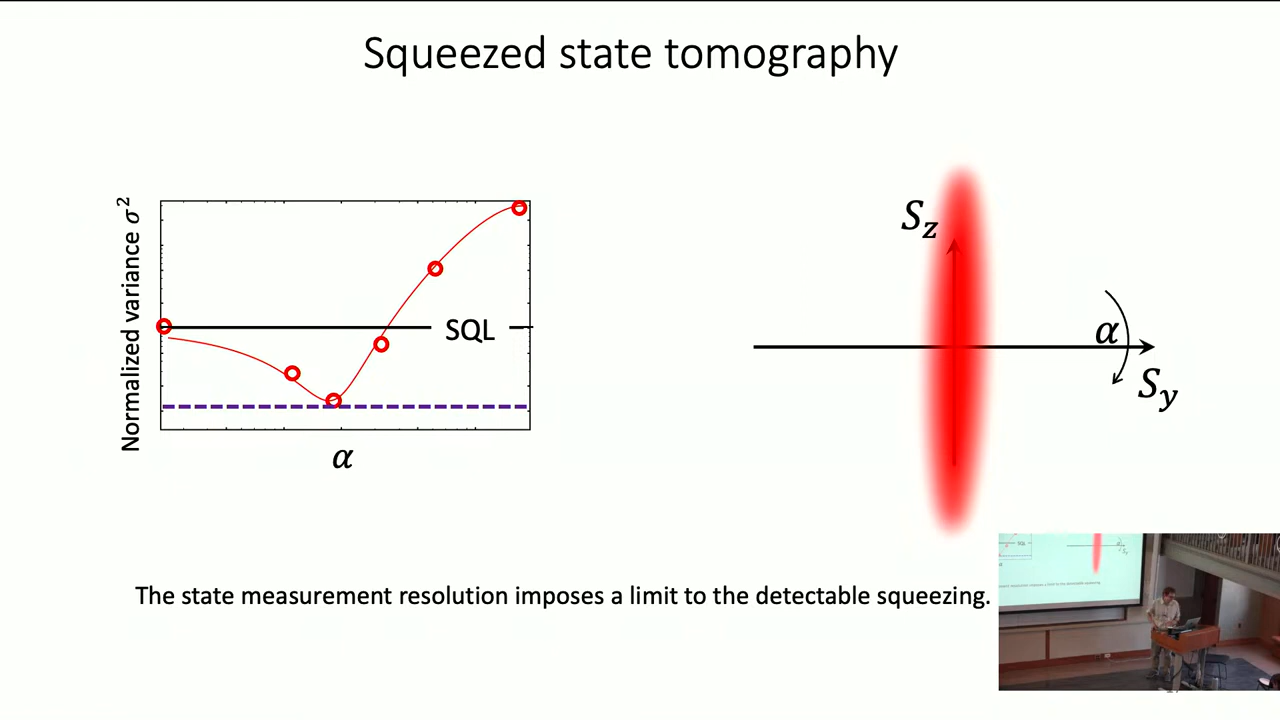 Squeezed state tomography
Normalized variance σ²
SQL
α
S_z
α
S_y
The state measurement resolution imposes a limit to the detectable squeezing.